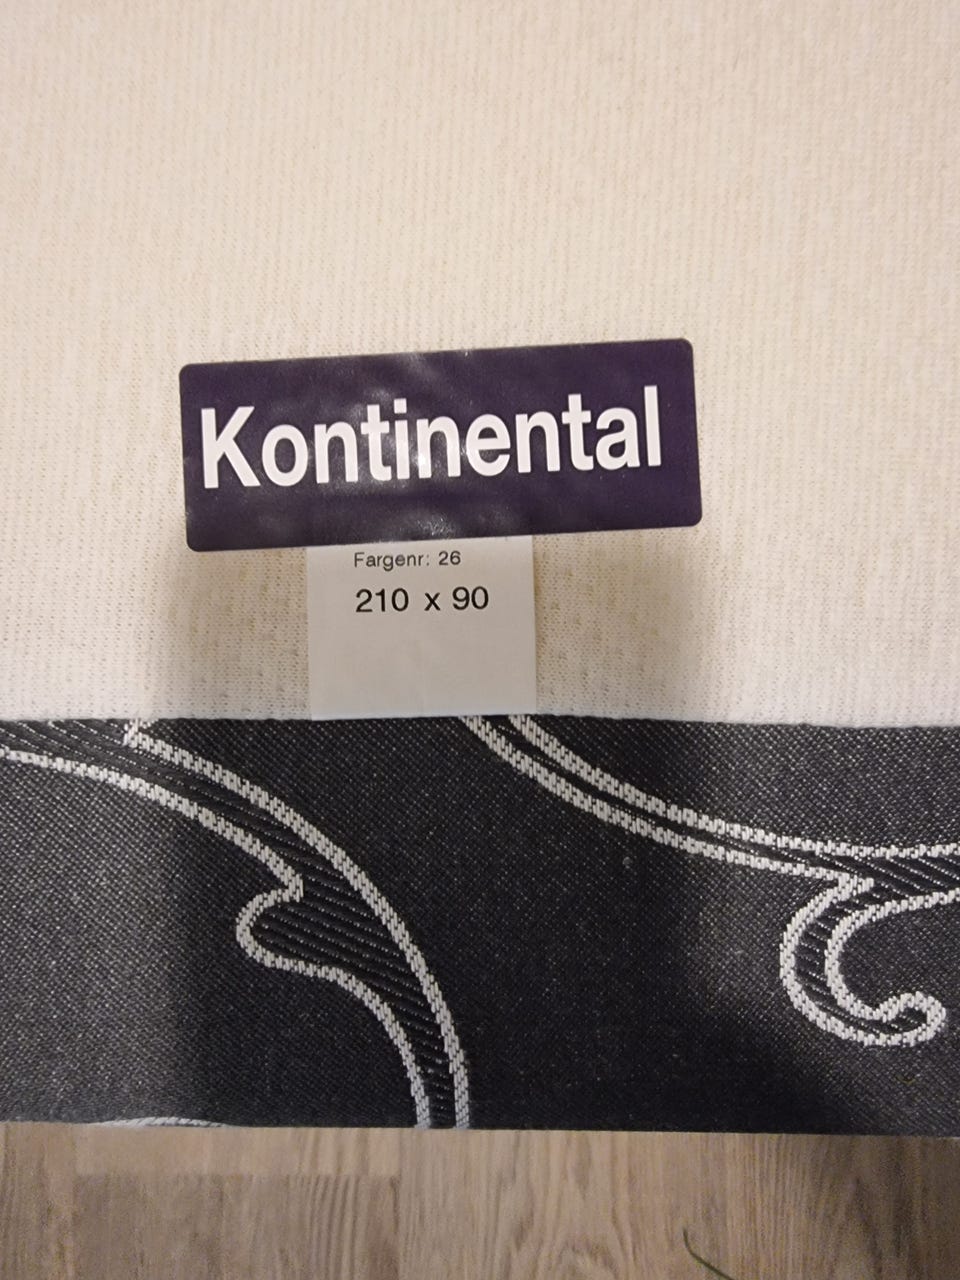 Kontinental
Fargenr: 26
210 x 90